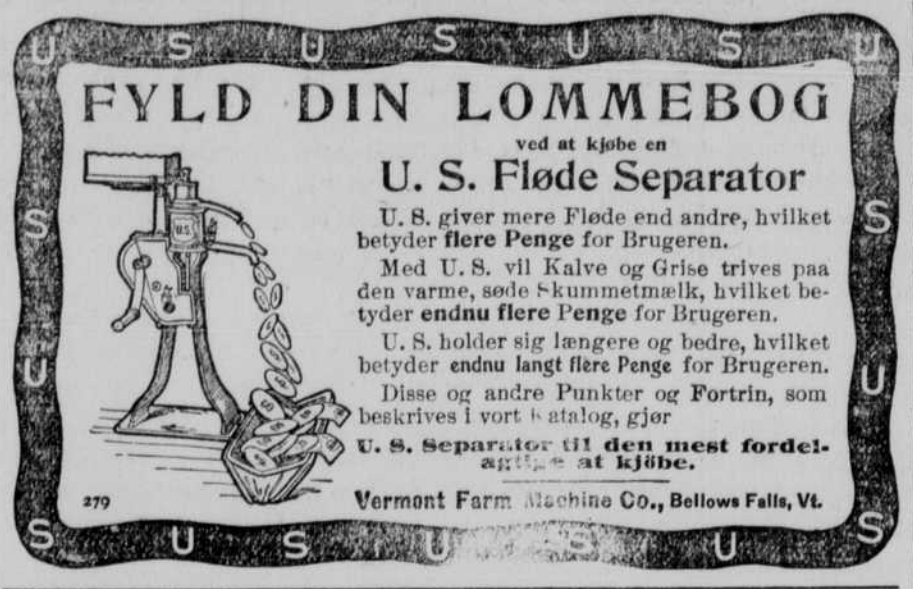 U S U S U S U
FYLD DIN LOMMEBOG
ved at kjøbe en
U. S. Fløde Separator
U. S. giver mere Fløde end andre, hvilket
betyder flere Penge for Brugeren.
Med U. S. vil Kalve og Grise trives paa
den varme, søde Skummetmælk, hvilket be-
tyder endnu flere Penge for Brugeren.
U. S. holder sig længere og bedre, hvilket
betyder endnu langt flere Penge for Brugeren.
Disse og andre Punkter og Fortrin, som
beskrives i vort Katalog, gjør
U. S. Separator til den mest fordel-
agtige at kjöbe.
Vermont Farm Machine Co., Bellows Falls, Vt.
279
U.S.
S
U
S
U
S U S U S U S